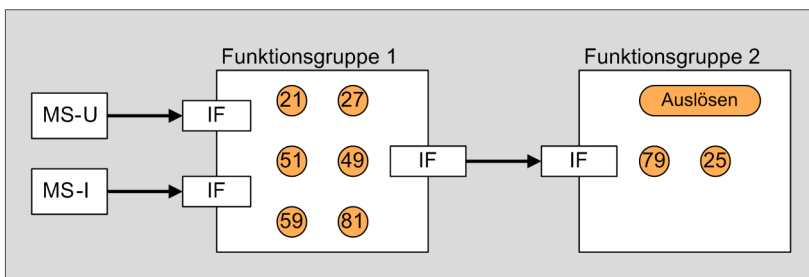 Funktionsgruppe 1
Funktionsgruppe 2
MS-U
IF
21
27
Auslösen
51
49
IF
IF
79
25
MS-I
IF
59
81